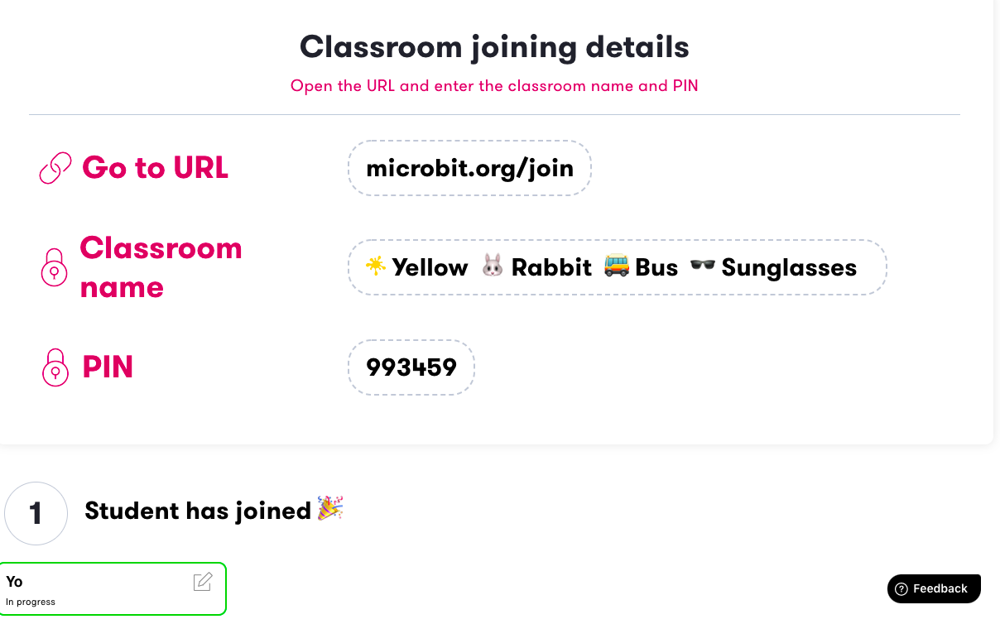 Classroom joining details
Open the URL and enter the classroom name and PIN
Go to URL
microbit.org/join
Classroom
name
Yellow Rabbit Bus Sunglasses
PIN
993459
1 Student has joined
Yo
In progress
Feedback